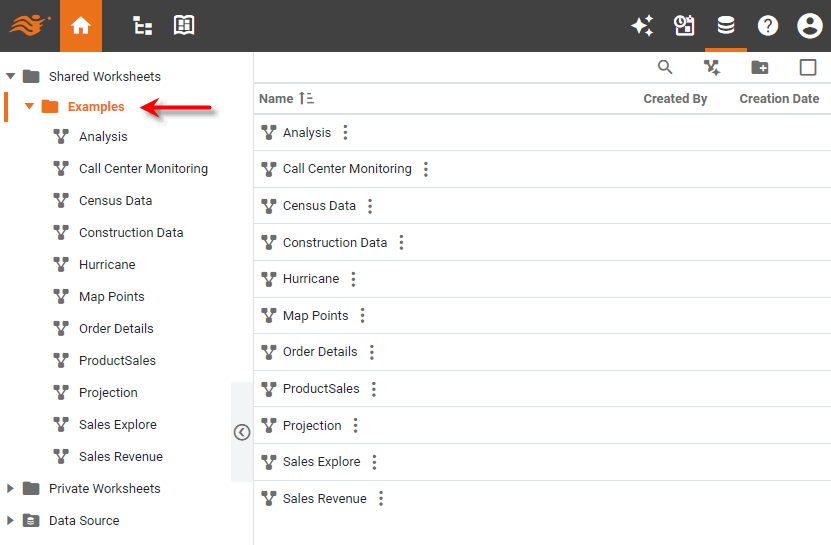 Shared Worksheets
Examples
Analysis
Call Center Monitoring
Census Data
Construction Data
Hurricane
Map Points
Order Details
ProductSales
Projection
Sales Explore
Sales Revenue
Private Worksheets
Data Source
Name Created By Creation Date
Analysis
Call Center Monitoring
Census Data
Construction Data
Hurricane
Map Points
Order Details
ProductSales
Projection
Sales Explore
Sales Revenue